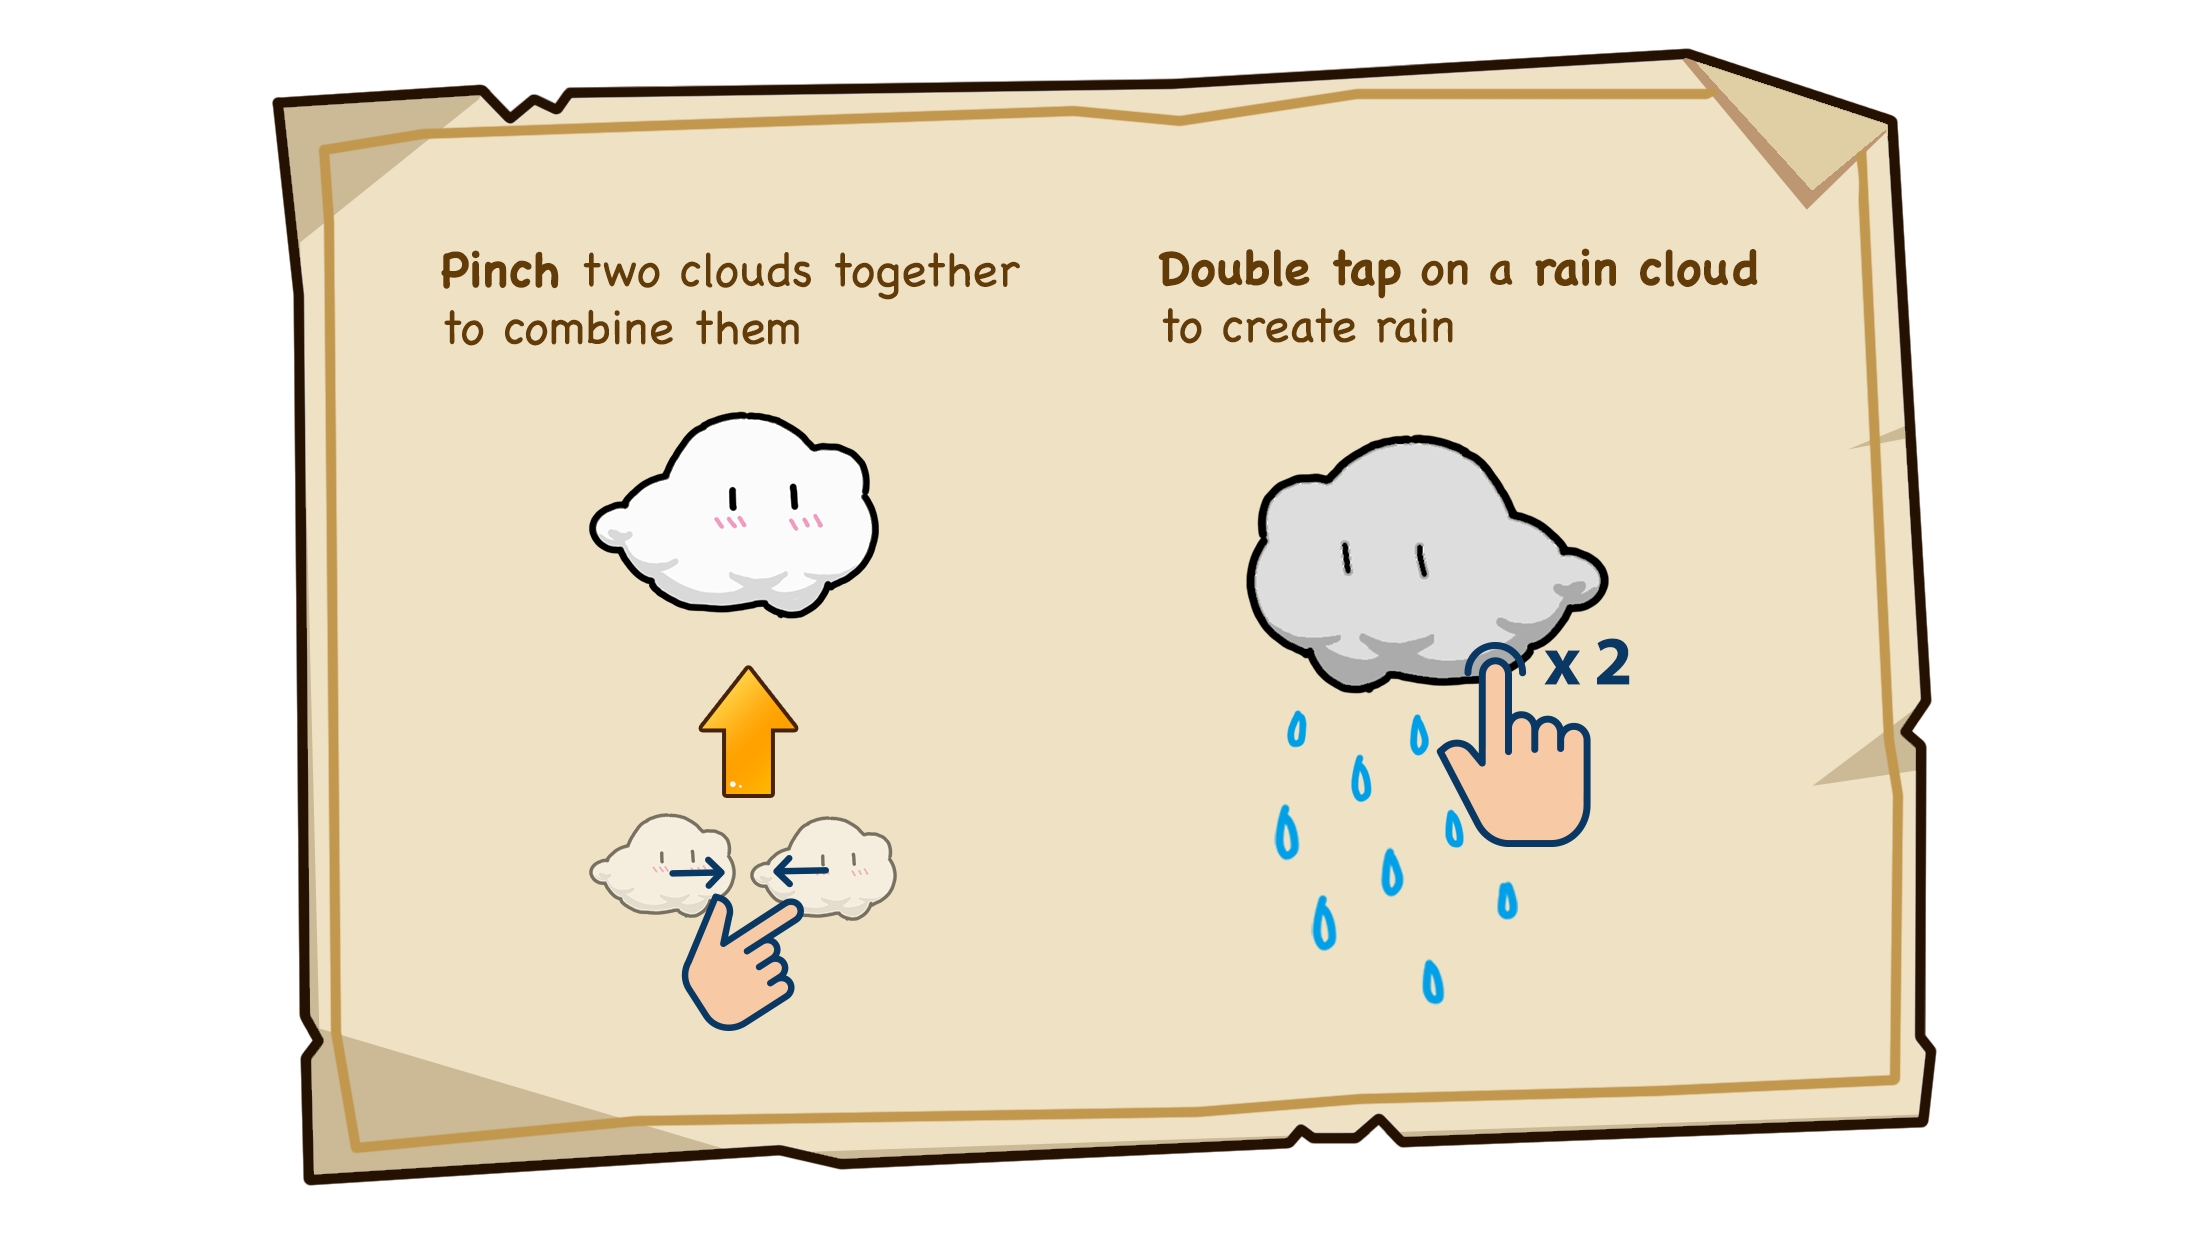 Pinch two clouds together
to combine them
Double tap on a rain cloud
to create rain
x 2